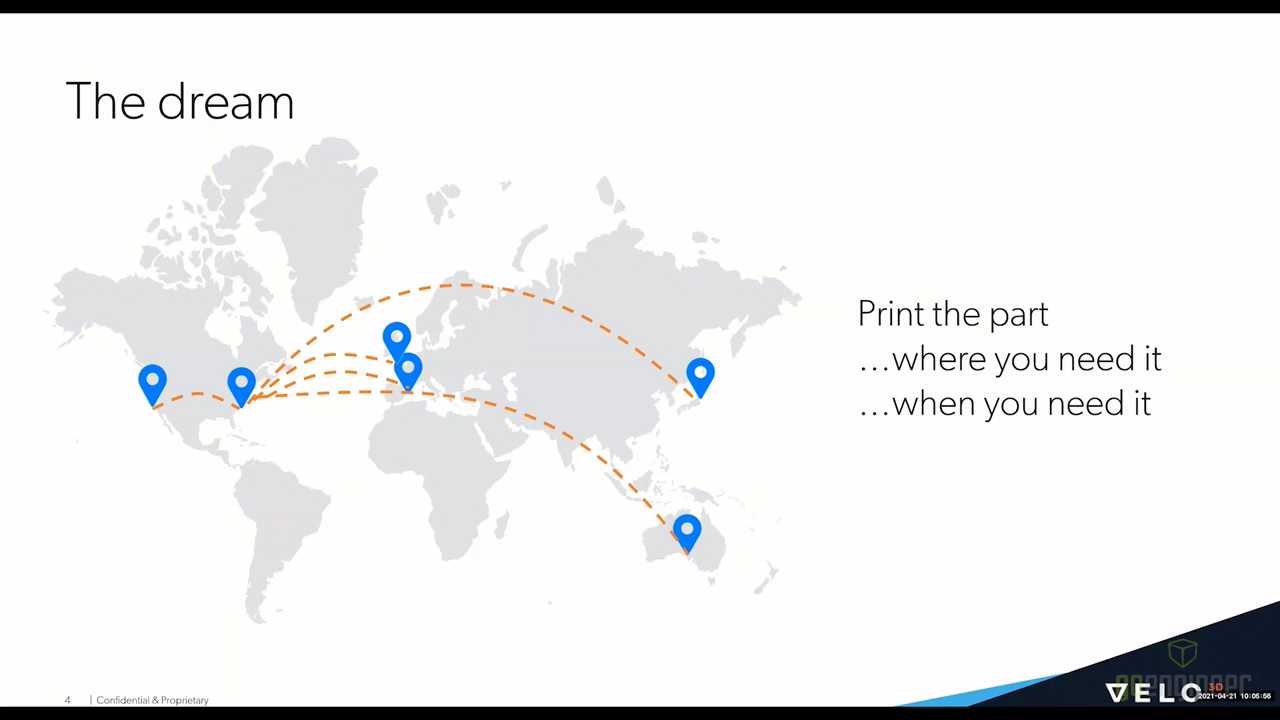 The dream
Print the part
...where you need it
...when you need it
4 | Confidential & Proprietary
VELO
3D
2021-04-21 10:05:56